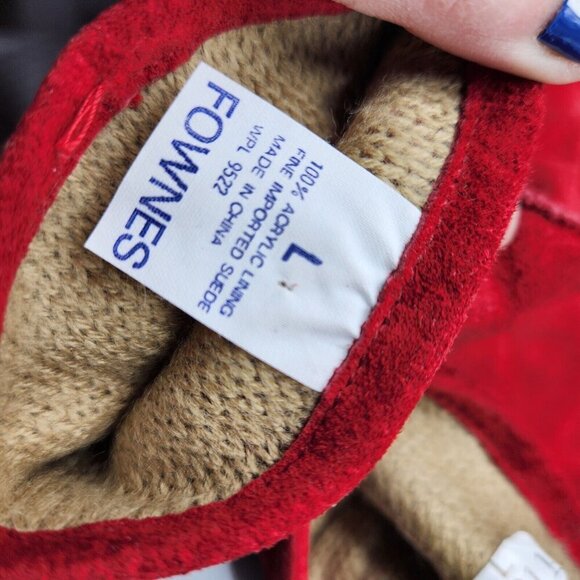 FOWNES
WPL 9522
MADE IN CHINA
FINE IMPORTED SUEDE
100% ACRYLIC LINING
L